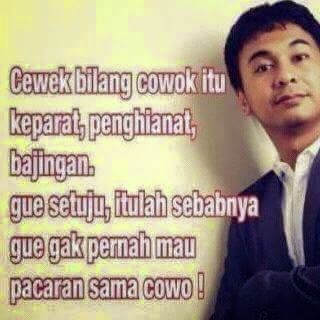 Cewek bilang cowok itu
keparat, penghianat,
bajingan.
gue setuju, itulah sebabnya
gue gak pernah mau
pacaran sama cowo !